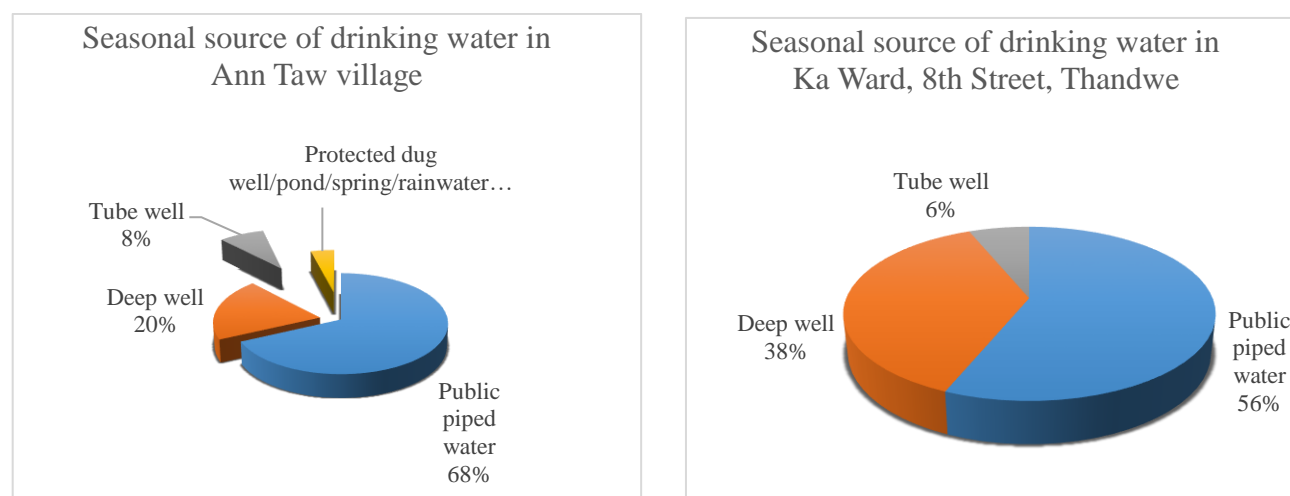 Seasonal source of drinking water in
Ann Taw village
Protected dug
well/pond/spring/rainwater…
Tube well
8%
Deep well
20%
Public
piped
water
68%
Seasonal source of drinking water in
Ka Ward, 8th Street, Thandwe
Tube well
6%
Deep well
38%
Public
piped
water
56%